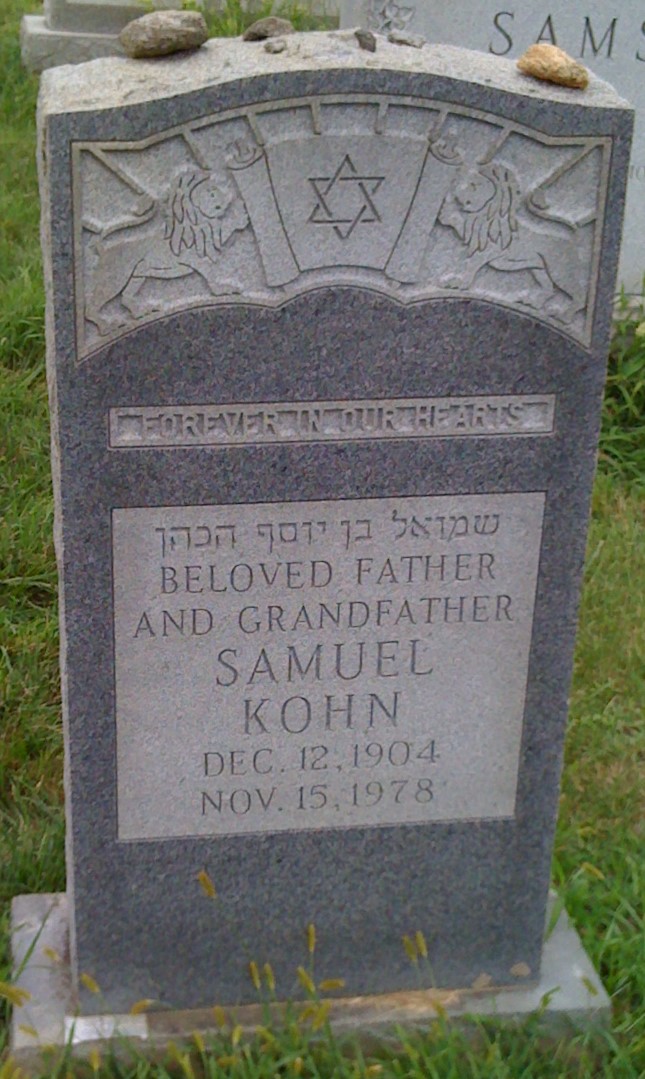 SAMS
FOREVER IN OUR HEARTS
שמואל בן יוסף הכהן
BELOVED FATHER
AND GRANDFATHER
SAMUEL
KOHN
DEC. 12, 1904
NOV. 15, 1978